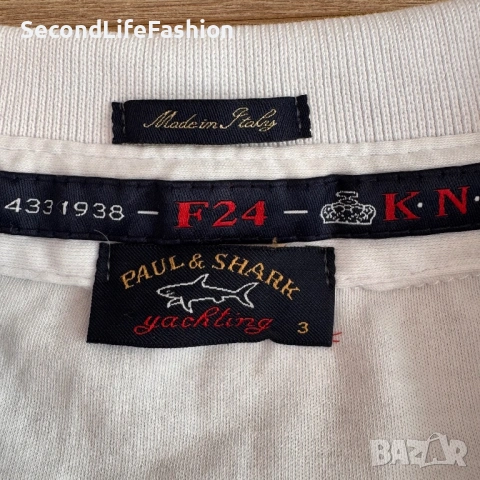 SecondLifeFashion
Made in Italy
4331938 – F24 – K·N·
PAUL & SHARK
yachting
3
BAZAR